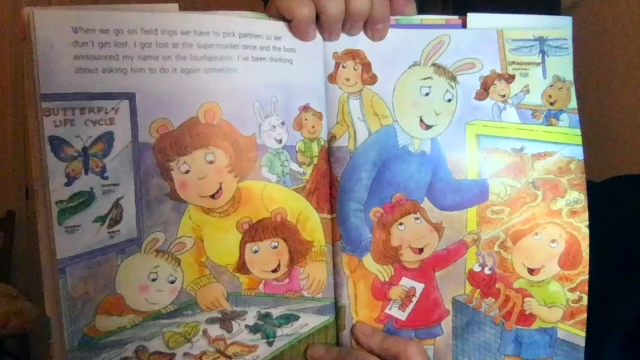 When we go on field trips we have to pick partners so we
don't get lost. I got lost at the supermarket once and the boss
announced my name on the loudspeaker. I've been thinking
about asking him to do it again sometime.
BUTTERFLY
LIFE CYCLE
DRAGONFLY